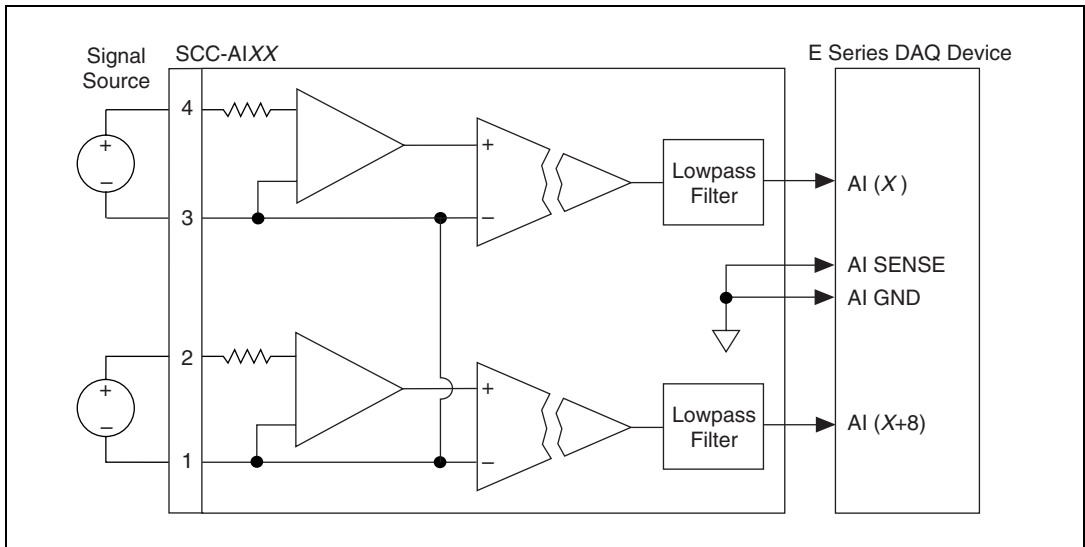 Signal
Source
SCC-AIXX
E Series DAQ Device
4
+
−
3
+
−
Lowpass
Filter
AI (X)
AI SENSE
AI GND
2
+
−
1
+
−
Lowpass
Filter
AI (X+8)